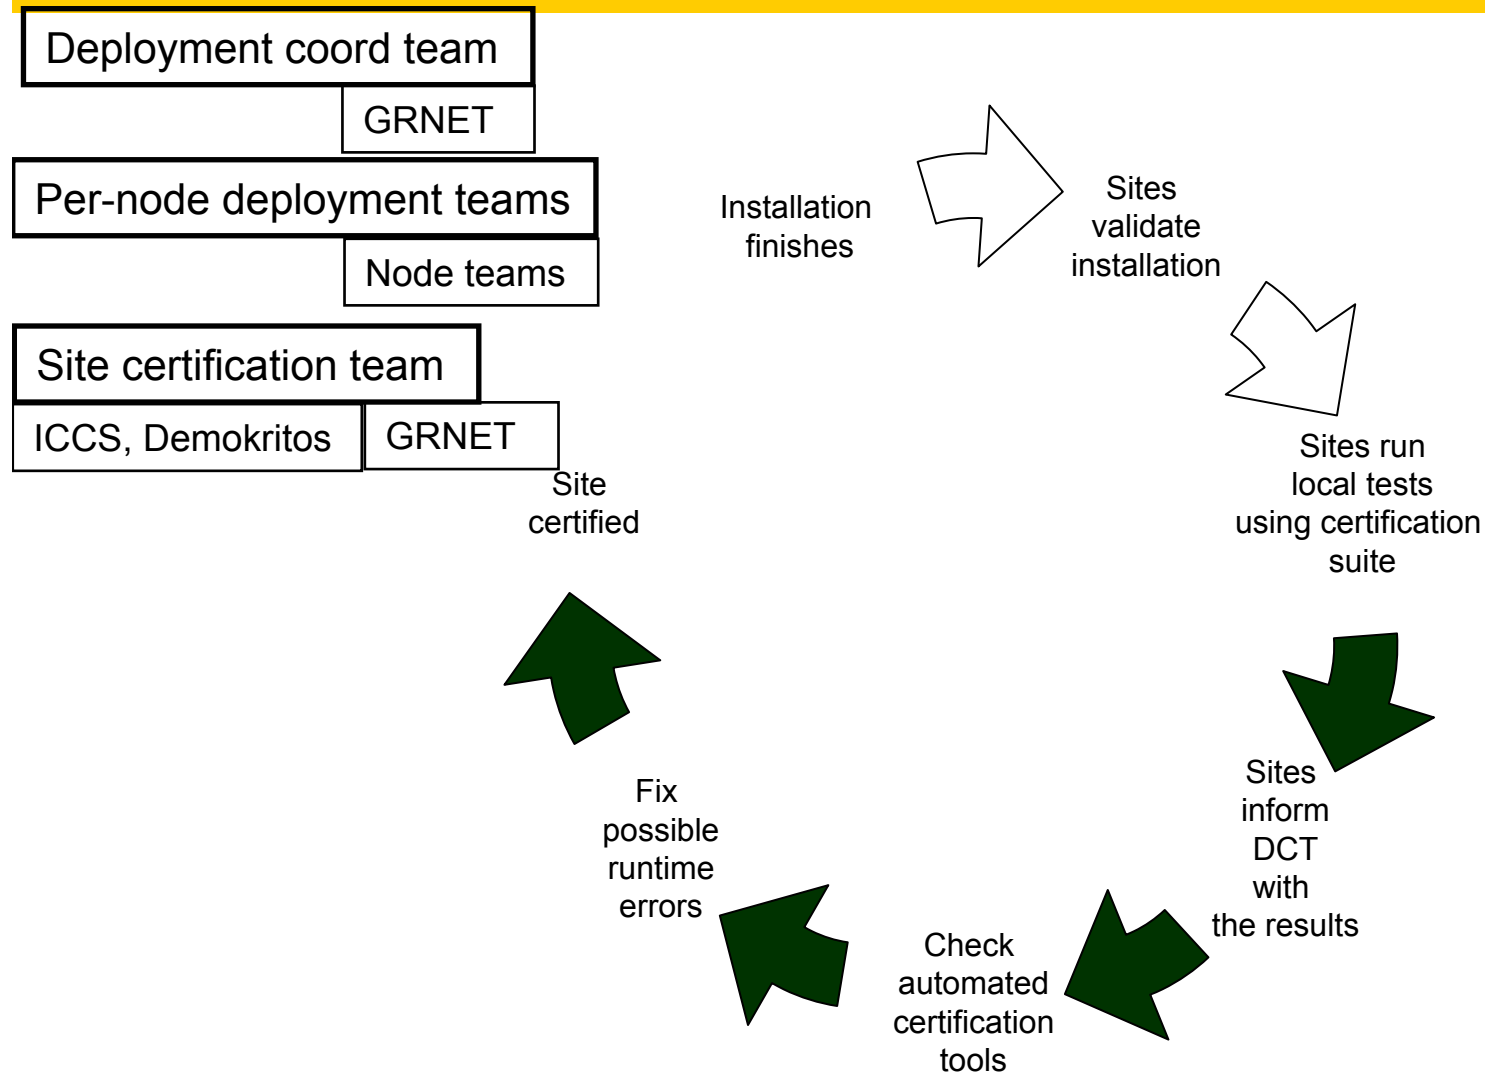 Deployment coord team
GRNET
Per-node deployment teams
Node teams
Site certification team
ICCS, Demokritos
GRNET
Installation
finishes
Sites
validate
installation
Sites run
local tests
using certification
suite
Sites
inform
DCT
with
the results
Check
automated
certification
tools
Fix
possible
runtime
errors
Site
certified